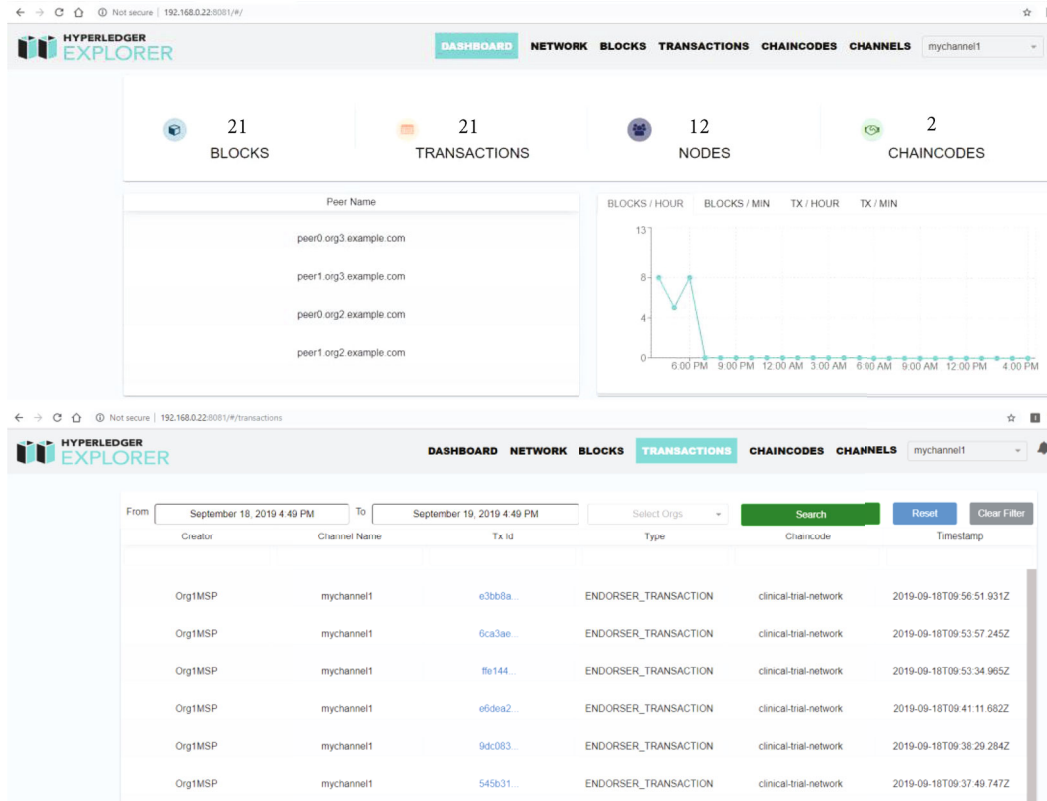 Not secure | 192.168.0.22:8081/#/
HYPERLEDGER
EXPLORER
DASHBOARD NETWORK BLOCKS TRANSACTIONS CHAINCODES CHANNELS mychannel1
21 21 12 2
BLOCKS TRANSACTIONS NODES CHAINCODES
Peer Name
peer0.org3.example.com
peer1.org3.example.com
peer0.org2.example.com
peer1.org2.example.com
BLOCKS / HOUR BLOCKS / MIN TX / HOUR TX / MIN
13
8
4
0
6:00 PM 9:00 PM 12:00 AM 3:00 AM 6:00 AM 9:00 AM 12:00 PM 4:00 PM
Not secure | 192.168.0.22:8081/#/transactions
HYPERLEDGER
EXPLORER
DASHBOARD NETWORK BLOCKS TRANSACTIONS CHAINCODES CHANNELS mychannel1
From September 18, 2019 4:49 PM To September 19, 2019 4:49 PM Select Orgs Search Reset Clear Filter
Creator Channel Name Tx Id Type Chaincode Timestamp
Org1MSP mychannel1 e3bb8a... ENDORSER_TRANSACTION clinical-trial-network 2019-09-18T09:56:51.931Z
Org1MSP mychannel1 6ca3ae... ENDORSER_TRANSACTION clinical-trial-network 2019-09-18T09:53:57.245Z
Org1MSP mychannel1 ffe144... ENDORSER_TRANSACTION clinical-trial-network 2019-09-18T09:53:34.965Z
Org1MSP mychannel1 e6dea2... ENDORSER_TRANSACTION clinical-trial-network 2019-09-18T09:41:11.682Z
Org1MSP mychannel1 9dc083... ENDORSER_TRANSACTION clinical-trial-network 2019-09-18T09:38:29.284Z
Org1MSP mychannel1 545b31... ENDORSER_TRANSACTION clinical-trial-network 2019-09-18T09:37:49.747Z